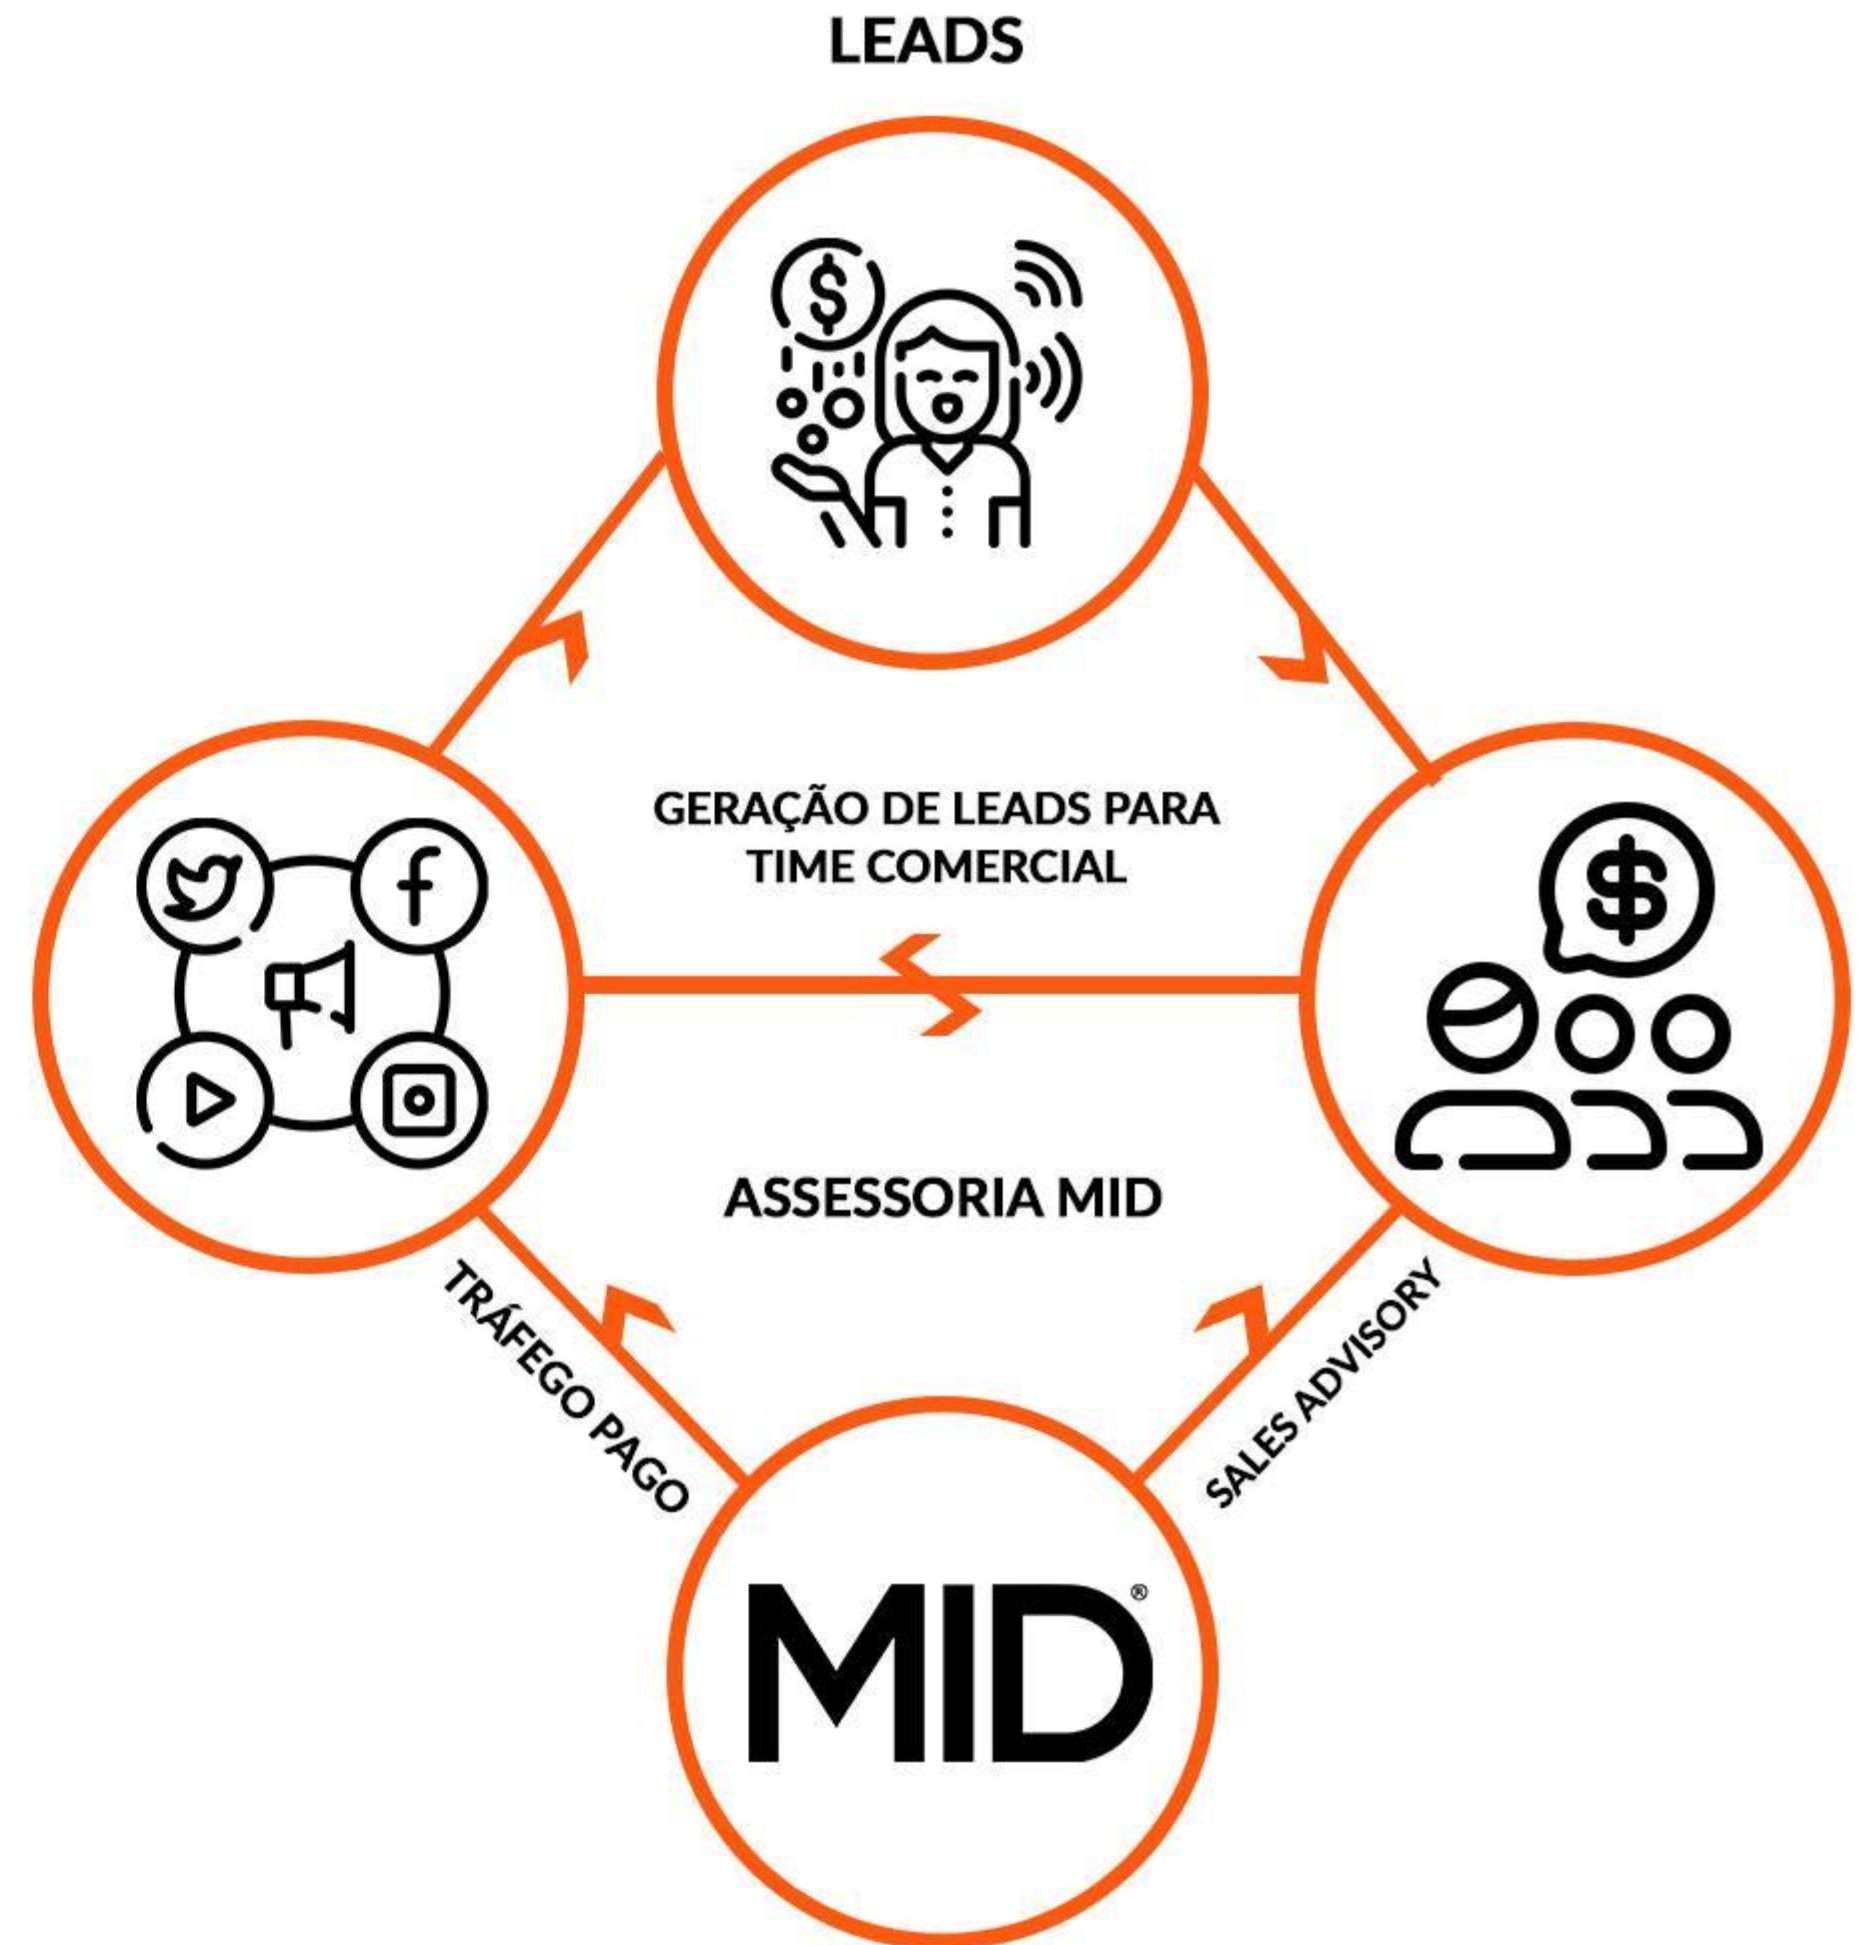 LEADS
GERAÇÃO DE LEADS PARA
TIME COMERCIAL
ASSESSORIA MID
TRÁFEGO PAGO
SALES ADVISORY
MID®